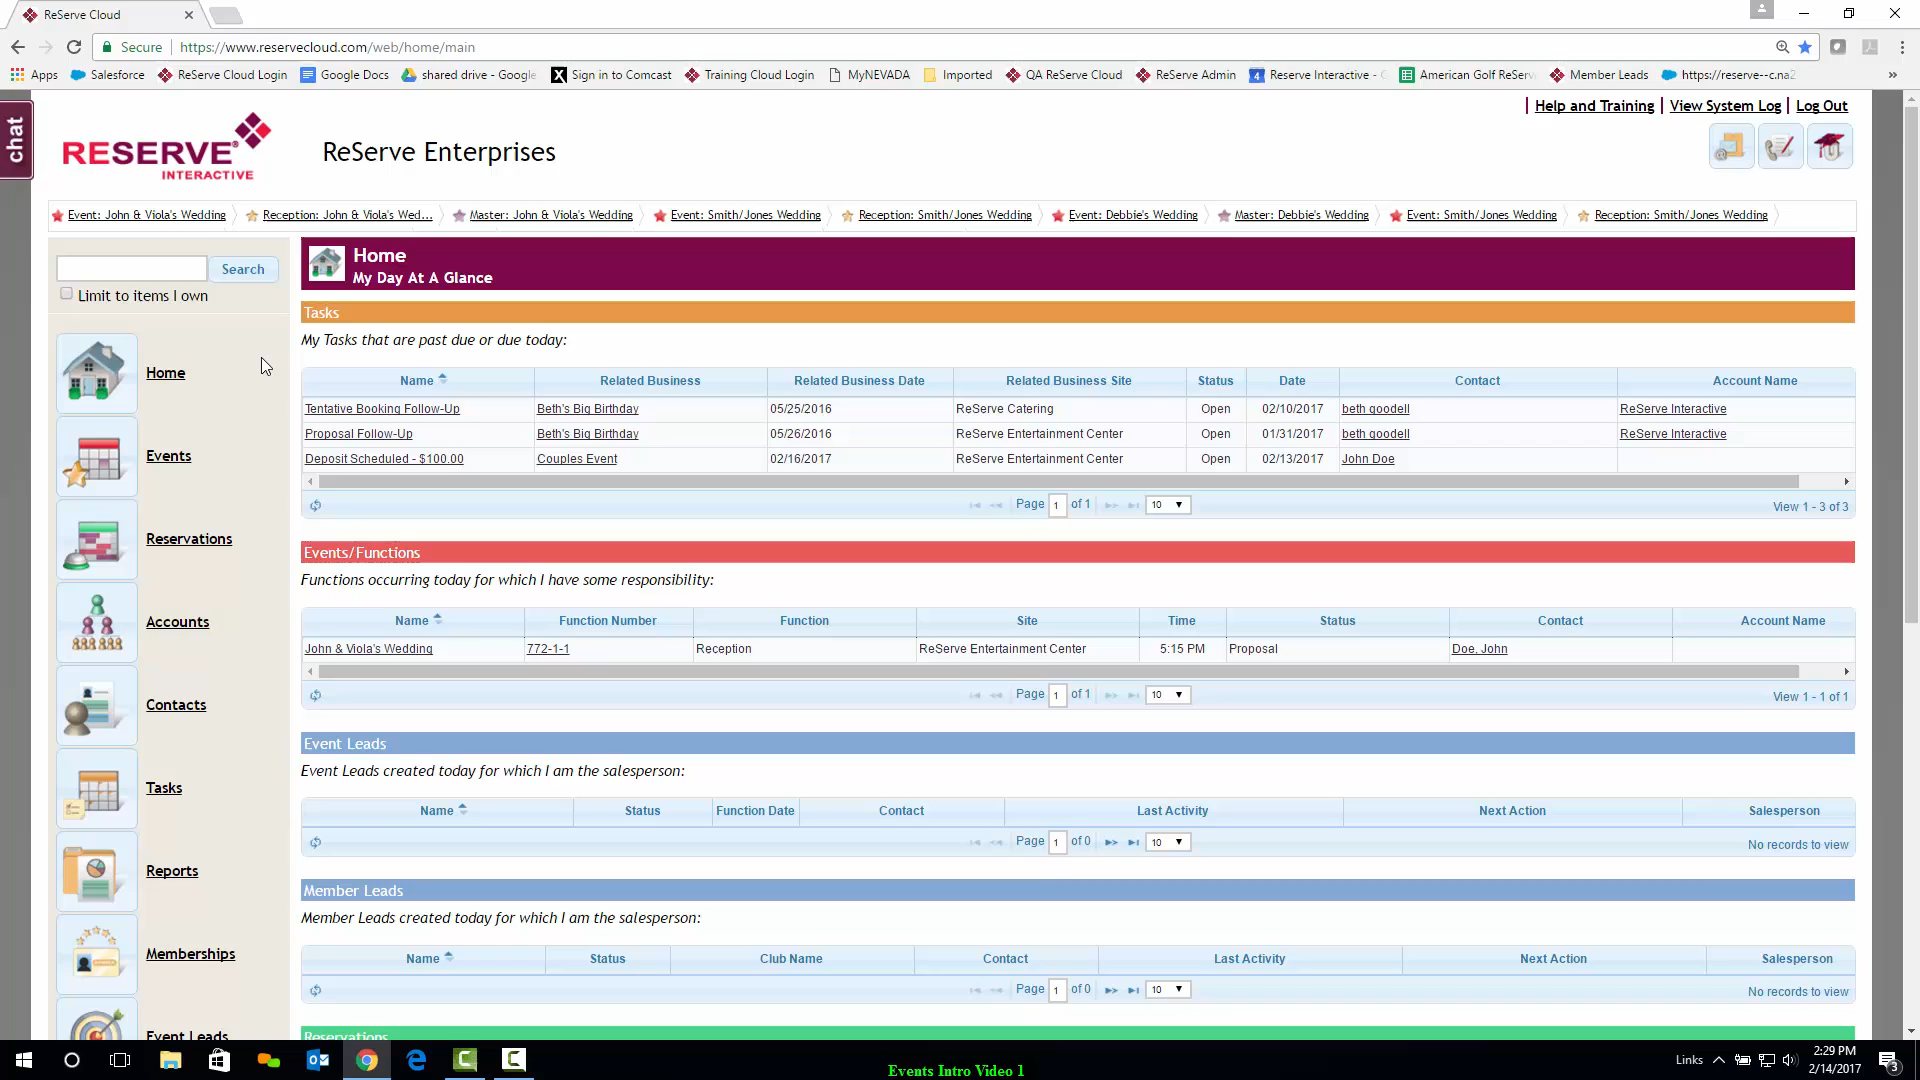 ReServe Cloud
Secure https://www.reservecloud.com/web/home/main
Apps Salesforce ReServe Cloud Login Google Docs shared drive - Google Sign in to Comcast Training Cloud Login MyNEVADA Imported QA ReServe Cloud ReServe Admin Reserve Interactive - American Golf ReServ Member Leads https://reserve--c.na2 »
chat
Help and Training View System Log Log Out
RESERVE
INTERACTIVE
ReServe Enterprises
Event: John & Viola's Wedding Reception: John & Viola's Wed... Master: John & Viola's Wedding Event: Smith/Jones Wedding Reception: Smith/Jones Wedding Event: Debbie's Wedding Master: Debbie's Wedding Event: Smith/Jones Wedding Reception: Smith/Jones Wedding
Search
Limit to items I own
Home
Events
Reservations
Accounts
Contacts
Tasks
Reports
Memberships
Event Leads
Home
My Day At A Glance
Tasks
My Tasks that are past due or due today:
Name Related Business Related Business Date Related Business Site Status Date Contact Account Name
Tentative Booking Follow-Up Beth's Big Birthday 05/25/2016 ReServe Catering Open 02/10/2017 beth goodell ReServe Interactive
Proposal Follow-Up Beth's Big Birthday 05/26/2016 ReServe Entertainment Center Open 01/31/2017 beth goodell ReServe Interactive
Deposit Scheduled - $100.00 Couples Event 02/16/2017 ReServe Entertainment Center Open 02/13/2017 John Doe
Page 1 of 1 10 View 1 - 3 of 3
Events/Functions
Functions occurring today for which I have some responsibility:
Name Function Number Function Site Time Status Contact Account Name
John & Viola's Wedding 772-1-1 Reception ReServe Entertainment Center 5:15 PM Proposal Doe, John
Page 1 of 1 10 View 1 - 1 of 1
Event Leads
Event Leads created today for which I am the salesperson:
Name Status Function Date Contact Last Activity Next Action Salesperson
Page 1 of 0 10 No records to view
Member Leads
Member Leads created today for which I am the salesperson:
Name Status Club Name Contact Last Activity Next Action Salesperson
Page 1 of 0 10 No records to view
Reservations
Events Intro Video 1
Links
2:29 PM
2/14/2017
3